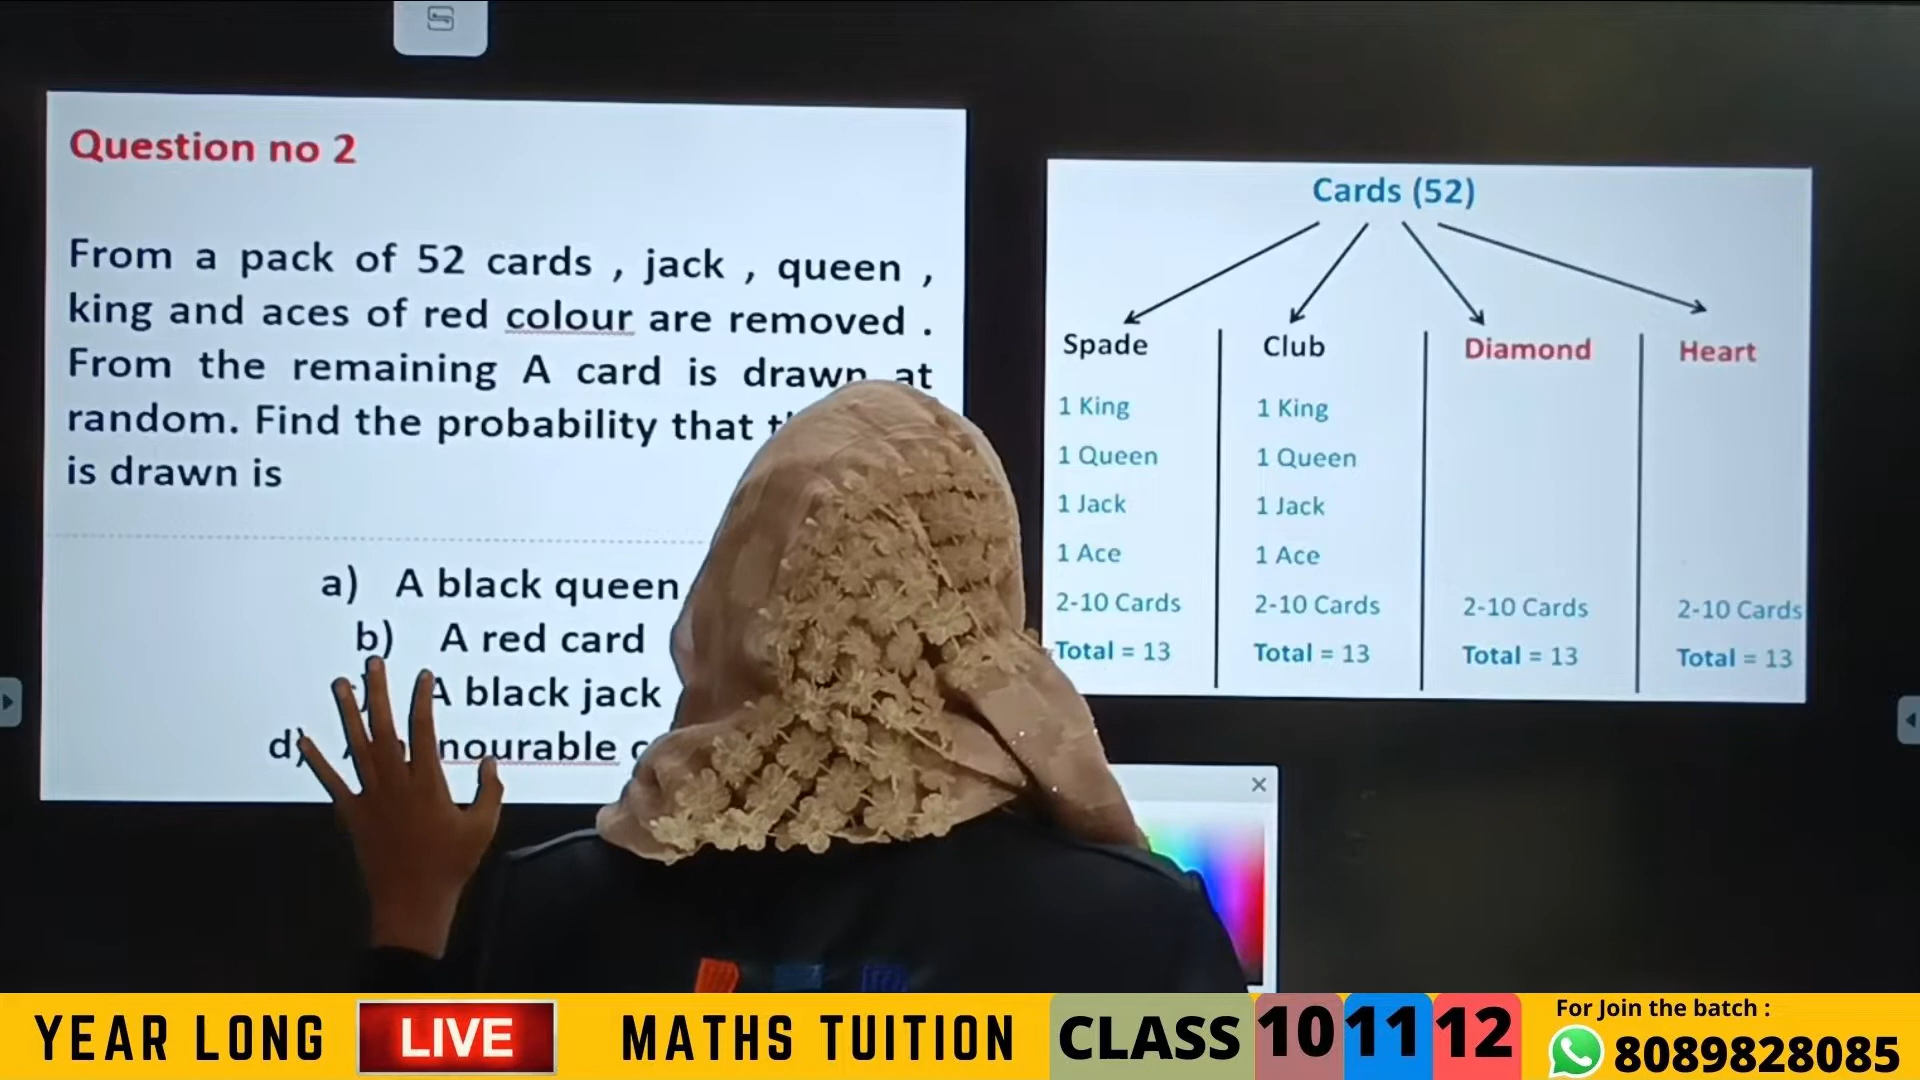 Question no 2
From a pack of 52 cards , jack , queen ,
king and aces of red colour are removed .
From the remaining A card is drawn at
random. Find the probability that
is drawn is
a) A black queen
b) A red card
A black jack
d)
Cards (52)
Spade Club Diamond Heart
1 King 1 King
1 Queen 1 Queen
1 Jack 1 Jack
1 Ace 1 Ace
2-10 Cards 2-10 Cards 2-10 Cards 2-10 Cards
Total = 13 Total = 13 Total = 13 Total = 13
YEAR LONG LIVE MATHS TUITION CLASS 10 11 12
For Join the batch :
8089828085